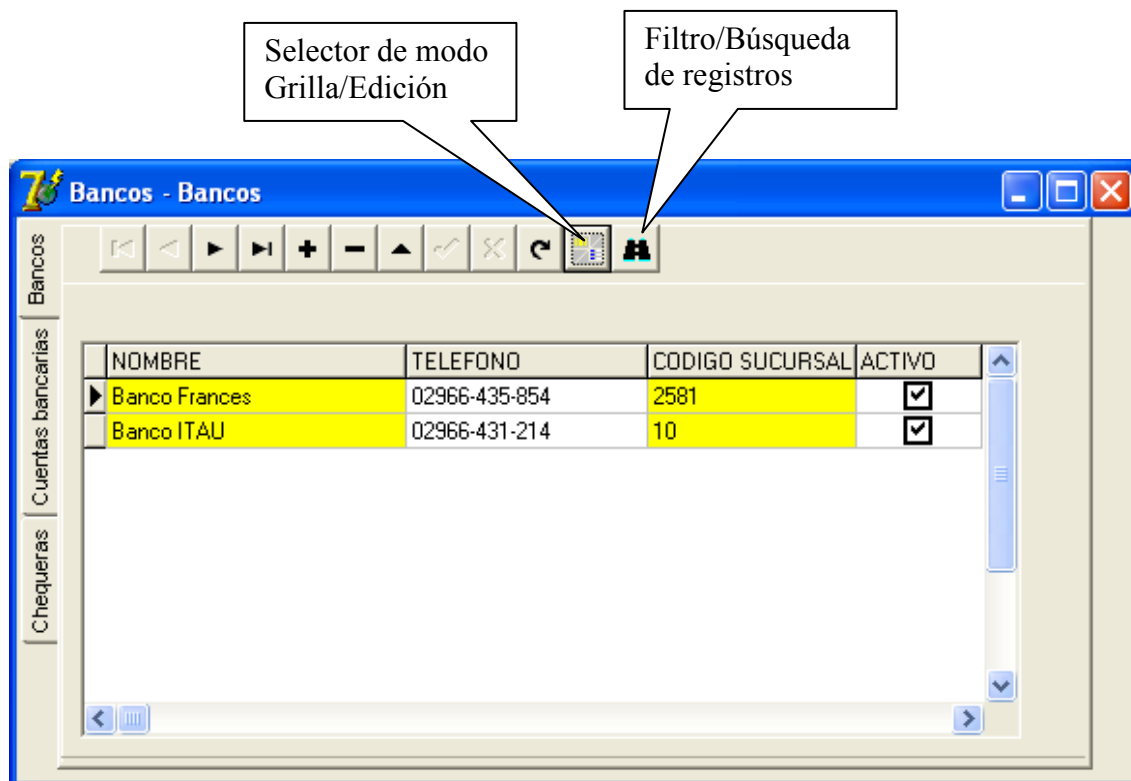 Selector de modo
Grilla/Edición
Filtro/Búsqueda
de registros
Bancos - Bancos
Bancos
Cuentas bancarias
Chequeras
NOMBRE TELEFONO CODIGO SUCURSAL ACTIVO
Banco Frances 02966-435-854 2581
Banco ITAU 02966-431-214 10